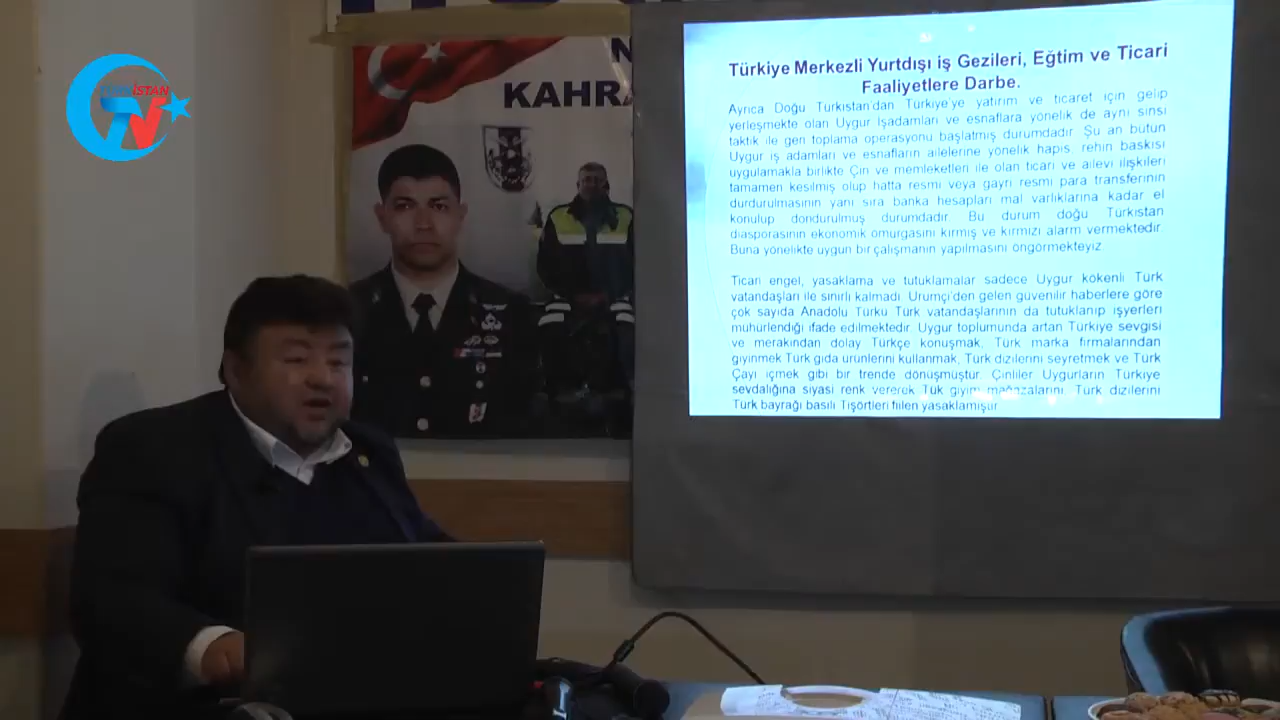 TÜRKİSTAN
TV
N
KAHRA
Türkiye Merkezli Yurtdışı iş Gezileri, Eğtim ve Ticari
Faaliyetlere Darbe.
Ayrıca Doğu Türkistan'dan Türkiye'ye yatırım ve ticaret için gelip
yerleşmekte olan Uygur İşadamları ve esnaflara yönelik de aynı sinsi
taktik ile geri toplama operasyonu başlatmış durumdadır. Şu an bütün
Uygur iş adamları ve esnafların ailelerine yönelik hapis, rehin baskısı
uygulamakla birlikte Çin ve memleketleri ile olan ticari ve ailevi ilişkileri
tamamen kesilmiş olup hatta resmi veya gayri resmi para transferinin
durdurulmasının yanı sıra banka hesapları mal varlıklarına kadar el
konulup dondurulmuş durumdadır. Bu durum doğu Türkistan
diasporasının ekonomik omurgasını kırmış ve kırmızı alarm vermektedir.
Buna yönelikte uygun bir çalışmanın yapılmasını öngörmekteyiz.
Ticari engel, yasaklama ve tutuklamalar sadece Uygur kökenli Türk
vatandaşları ile sınırlı kalmadı. Urumçi'den gelen güvenilir haberlere göre
çok sayıda Anadolu Türkü Türk vatandaşlarının da tutuklanıp işyerleri
mühürlendiği ifade edilmektedir. Uygur toplumunda artan Türkiye sevgisi
ve merakından dolay Türkçe konuşmak, Türk marka firmalarından
giyinmek Türk gıda ürünlerini kullanmak, Türk dizilerini seyretmek ve Türk
Çayı içmek gibi bir trende dönüşmüştür. Çinliler Uygurların Türkiye
sevdalığına siyasi renk vererek Tük giyim mağazalarını, Türk dizilerini
Türk bayrağı basılı Tişörtleri fiilen yasaklamıştır